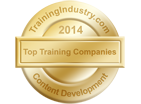 TrainingIndustry.com
2014
Top Training Companies
Content Development